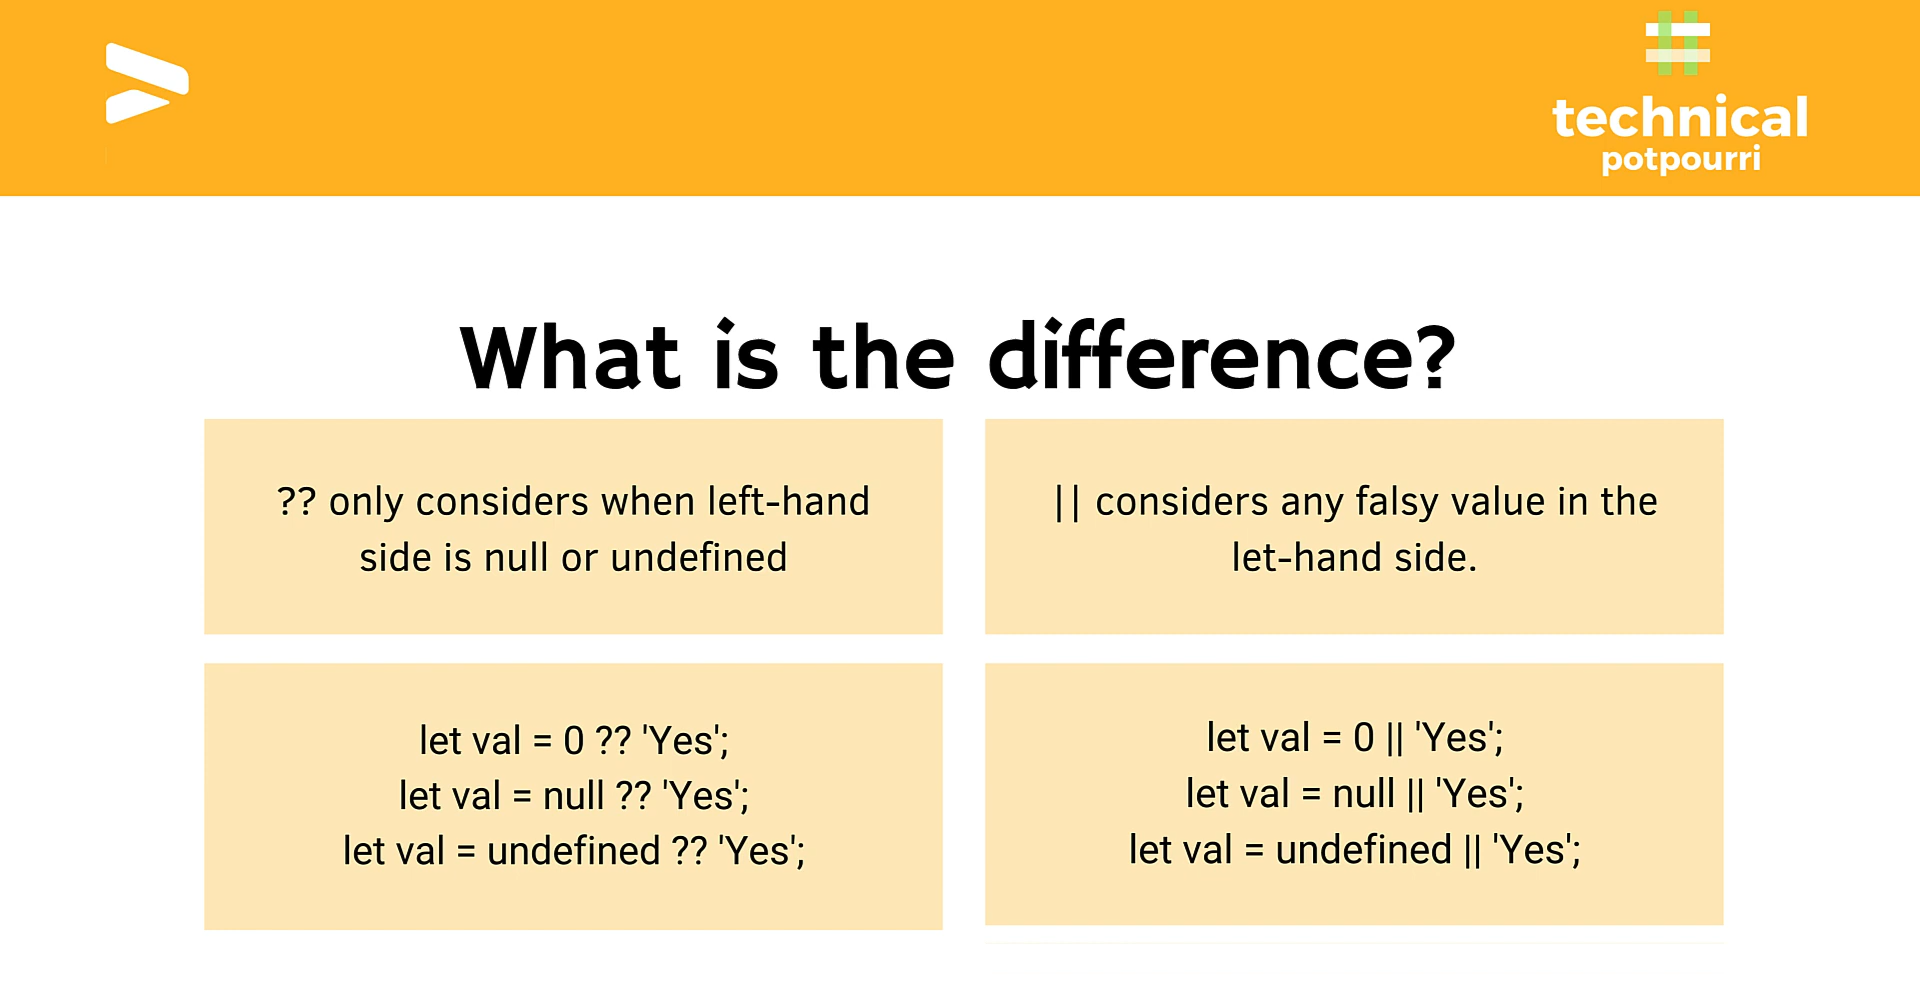 technical
potpourri
What is the difference?
?? only considers when left-hand
side is null or undefined
|| considers any falsy value in the
let-hand side.
let val = 0 ?? 'Yes';
let val = null ?? 'Yes';
let val = undefined ?? 'Yes';
let val = 0 || 'Yes';
let val = null || 'Yes';
let val = undefined || 'Yes';